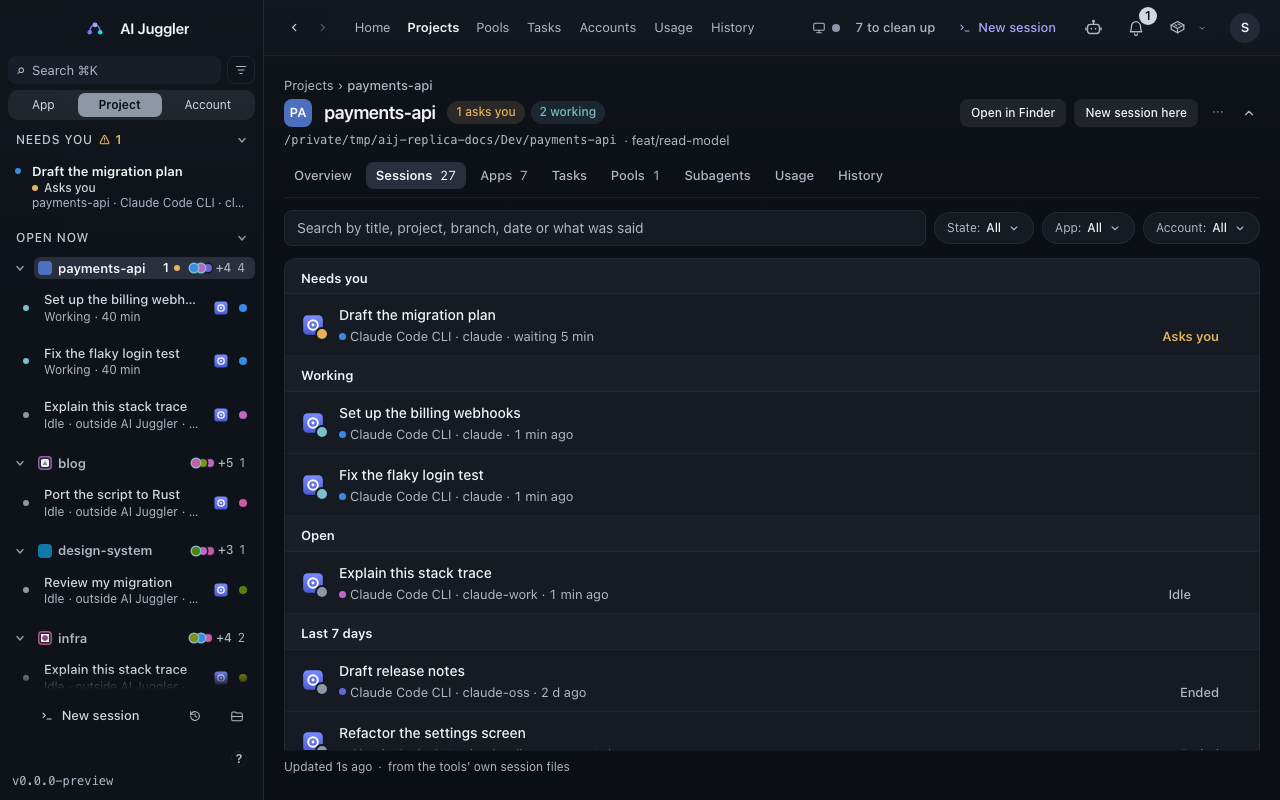 AI Juggler
Search ⌘K
App Project Account
NEEDS YOU 1
Draft the migration plan
Asks you
payments-api · Claude Code CLI · cl...
OPEN NOW
payments-api 1 +4 4
Set up the billing webh...
Working · 40 min
Fix the flaky login test
Working · 40 min
Explain this stack trace
Idle · outside AI Juggler · ...
blog +5 1
Port the script to Rust
Idle · outside AI Juggler · ...
design-system +3 1
Review my migration
Idle · outside AI Juggler · ...
infra +4 2
Explain this stack trace
Idle · outside AI Juggler · ...
New session
?
v0.0.0-preview
Home Projects Pools Tasks Accounts Usage History
7 to clean up
New session
1
S
Projects › payments-api
PA payments-api 1 asks you 2 working
Open in Finder New session here ···
/private/tmp/aij-replica-docs/Dev/payments-api · feat/read-model
Overview Sessions 27 Apps 7 Tasks Pools 1 Subagents Usage History
Search by title, project, branch, date or what was said
State: All App: All Account: All
Needs you
Draft the migration plan
Claude Code CLI · claude · waiting 5 min
Asks you
Working
Set up the billing webhooks
Claude Code CLI · claude · 1 min ago
Fix the flaky login test
Claude Code CLI · claude · 1 min ago
Open
Explain this stack trace
Claude Code CLI · claude-work · 1 min ago
Idle
Last 7 days
Draft release notes
Claude Code CLI · claude-oss · 2 d ago
Ended
Refactor the settings screen
Updated 1s ago · from the tools' own session files